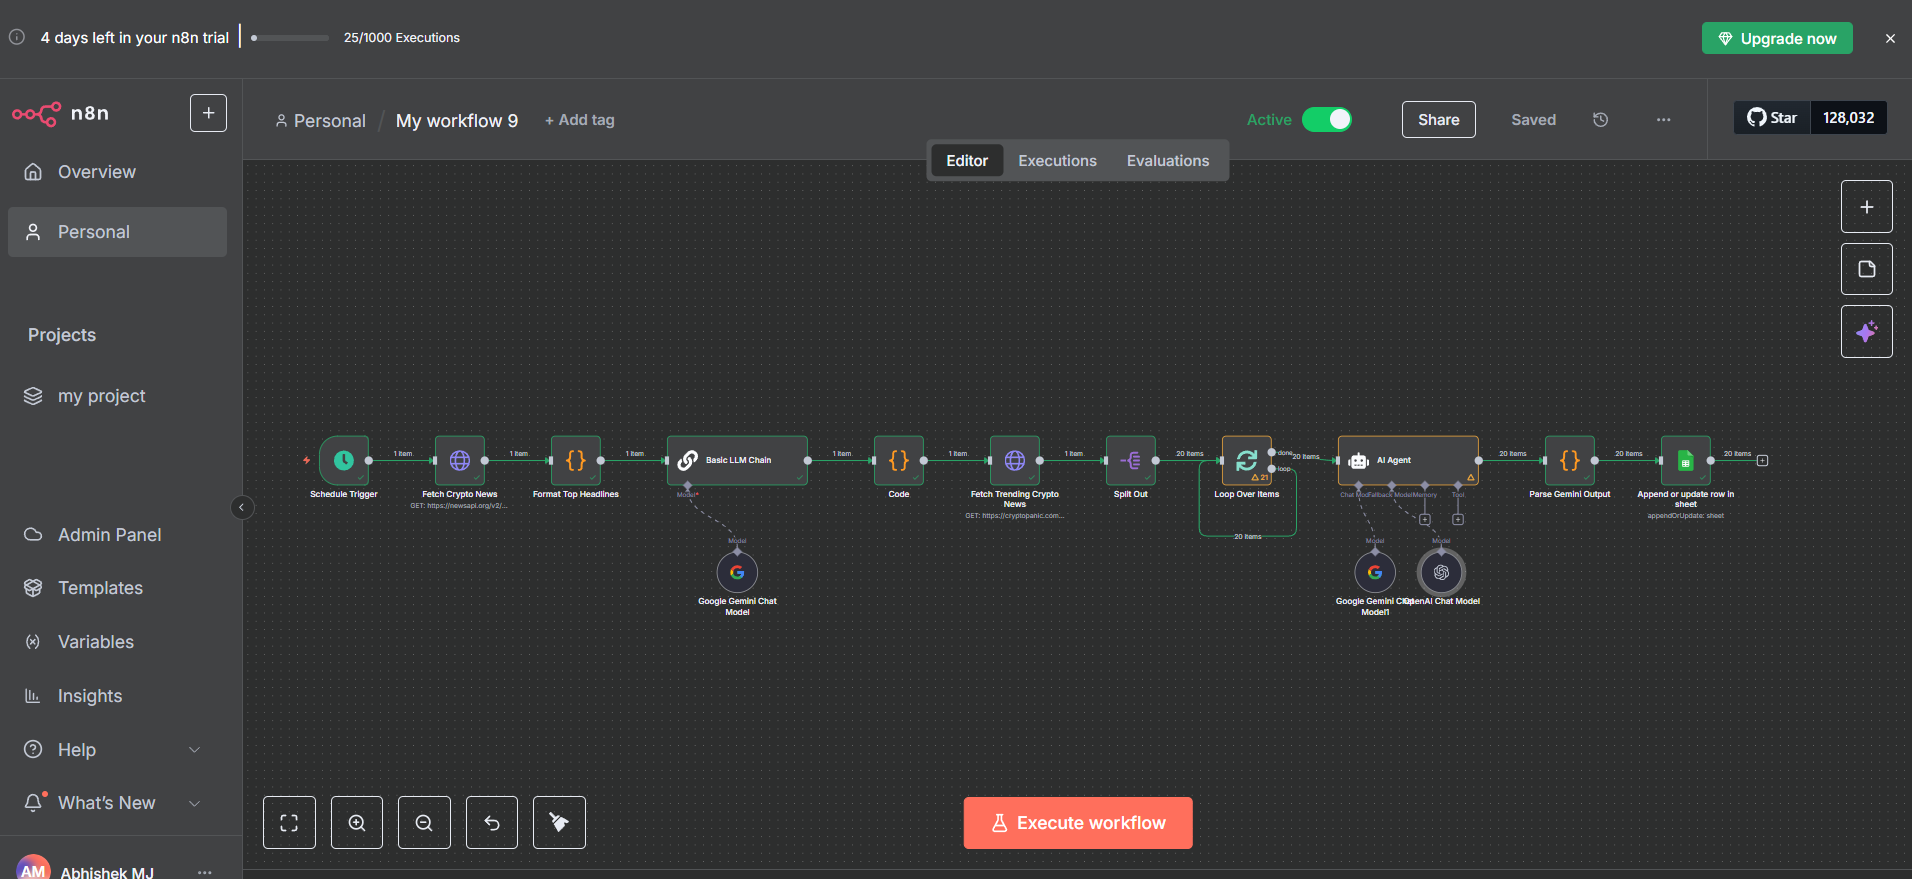 4 days left in your n8n trial
25/1000 Executions
Upgrade now
n8n
Personal / My workflow 9
+ Add tag
Active
Share
Saved
Star
128,032
Editor
Executions
Evaluations
Overview
Personal
Projects
my project
Admin Panel
Templates
Variables
Insights
Help
What's New
AM
Abhishek MJ
1 item
1 item
1 item
1 item
1 item
1 item
20 items
20 items
20 items
20 items
20 items
20 items
Schedule Trigger
Fetch Crypto News
GET: https://newsapi.org/v2/...
Format Top Headlines
Basic LLM Chain
Model*
Model
Google Gemini Chat
Model
Code
Fetch Trending Crypto
News
GET: https://cryptopanic.com...
Split Out
Loop Over Items
21
done
loop
AI Agent
Memory
Tool
Model
Model
Google Gemini
Model1
OpenAI Chat Model
Parse Gemini Output
Append or update row in
sheet
appendOrUpdate: sheet
Execute workflow